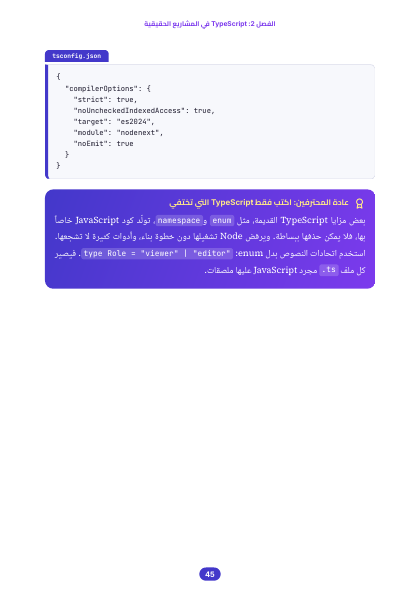 الفصل 2: TypeScript في المشاريع الحقيقية
tsconfig.json
{
  "compilerOptions": {
    "strict": true,
    "noUncheckedIndexedAccess": true,
    "target": "es2024",
    "module": "nodenext",
    "noEmit": true
  }
}
عادة المحترفين: اكتب فقط TypeScript التي تختفي
بعض مزايا TypeScript القديمة، مثل enum و namespace، تولّد كود JavaScript خاصاً
بها، فلا يمكن حذفها ببساطة. ويرفض Node تشغيلها دون خطوة بناء، وأدوات كثيرة لا تشجعها.
استخدم اتحادات النصوص بدل enum: type Role = "viewer" | "editor". فيصير
كل ملف .ts مجرد JavaScript عليها ملصقات.
45